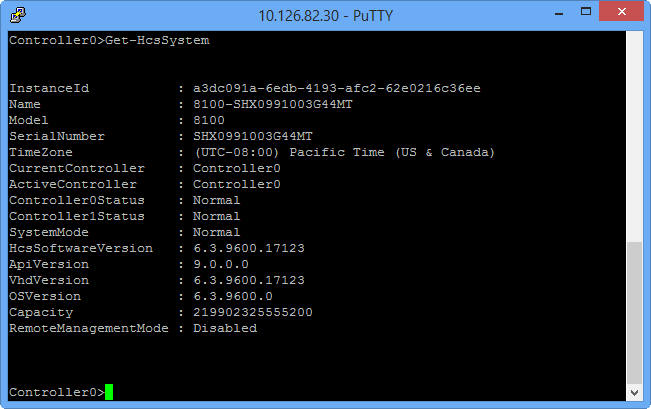 10.126.82.30 - PuTTY
Controller0>Get-HcsSystem
InstanceId : a3dc091a-6edb-4193-afc2-62e0216c36ee
Name : 8100-SHX0991003G44MT
Model : 8100
SerialNumber : SHX0991003G44MT
TimeZone : (UTC-08:00) Pacific Time (US & Canada)
CurrentController : Controller0
ActiveController : Controller0
Controller0Status : Normal
Controller1Status : Normal
SystemMode : Normal
HcsSoftwareVersion : 6.3.9600.17123
ApiVersion : 9.0.0.0
VhdVersion : 6.3.9600.17123
OSVersion : 6.3.9600.0
Capacity : 219902325555200
RemoteManagementMode : Disabled
Controller0>